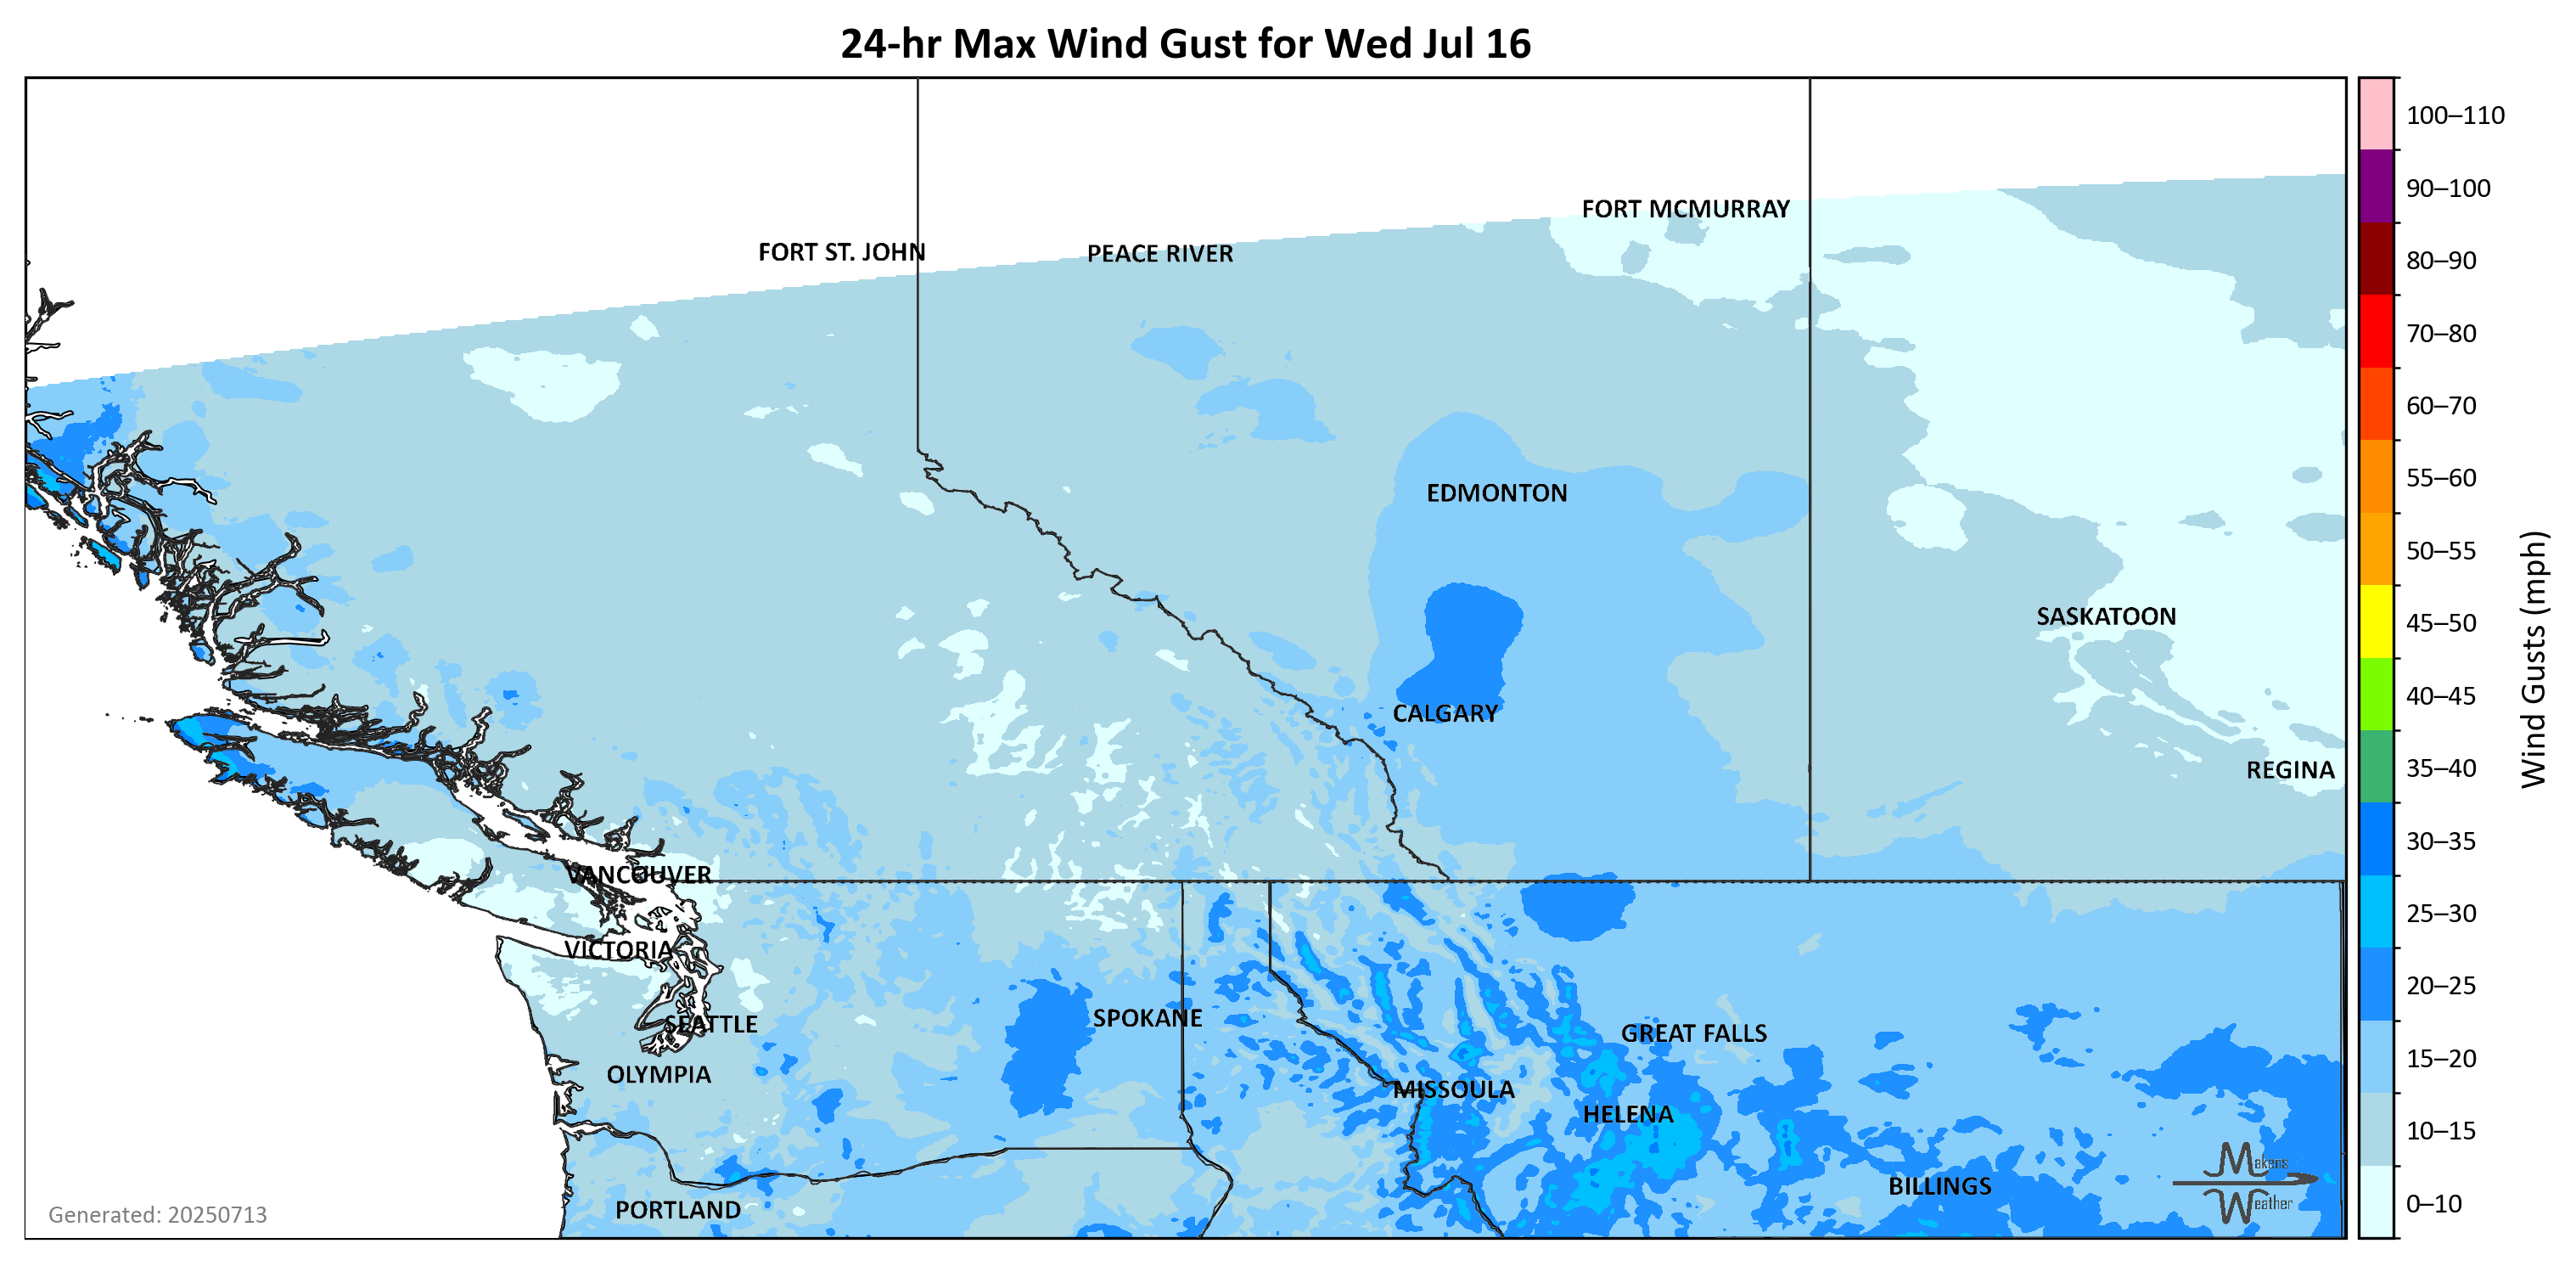 24-hr Max Wind Gust for Wed Jul 16
100–110
FORT MCMURRAY
90–100
FORT ST. JOHN
PEACE RIVER
80–90
70–80
60–70
55–60
EDMONTON
50–55
SASKATOON
45–50
CALGARY
40–45
REGINA
35–40
Wind Gusts (mph)
VANCOUVER
30–35
VICTORIA
25–30
SEATTLE
SPOKANE
GREAT FALLS
20–25
OLYMPIA
MISSOULA
HELENA
15–20
10–15
BILLINGS
Makens
Weather
PORTLAND
Generated: 20250713
0–10